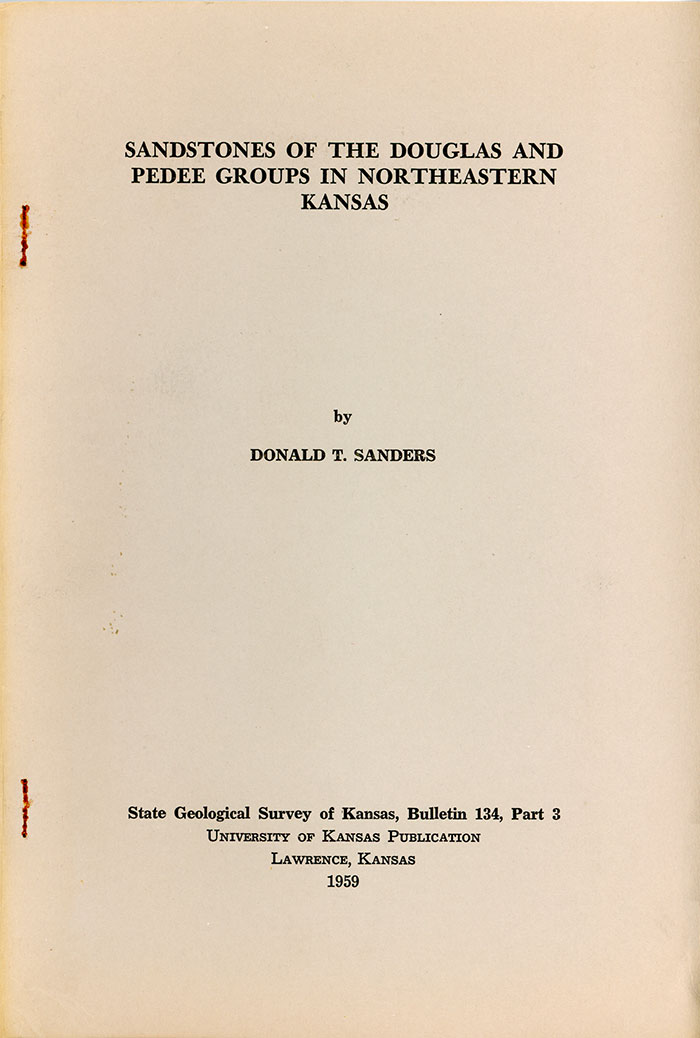 SANDSTONES OF THE DOUGLAS AND
PEDEE GROUPS IN NORTHEASTERN
KANSAS
by
DONALD T. SANDERS
State Geological Survey of Kansas, Bulletin 134, Part 3
University of Kansas Publication
Lawrence, Kansas
1959